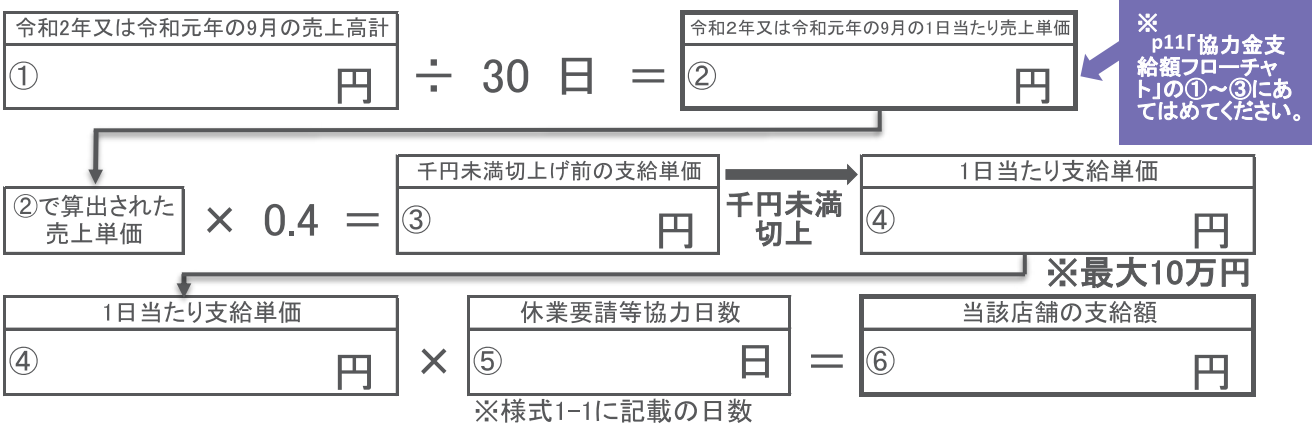 令和2年又は令和元年の9月の売上高計
① 円
÷ 30 日 ＝
令和２年又は令和元年の9月の1日当たり売上単価
② 円
※
p11「協力金支
給額フローチャ
ート」の①～③にあ
てはめてください。
②で算出された
売上単価
× 0.4 ＝
千円未満切上げ前の支給単価
③ 円
千円未満
切上
1日当たり支給単価
④ 円
※最大10万円
1日当たり支給単価
④ 円
×
休業要請等協力日数
⑤ 日
※様式1-1に記載の日数
＝
当該店舗の支給額
⑥ 円